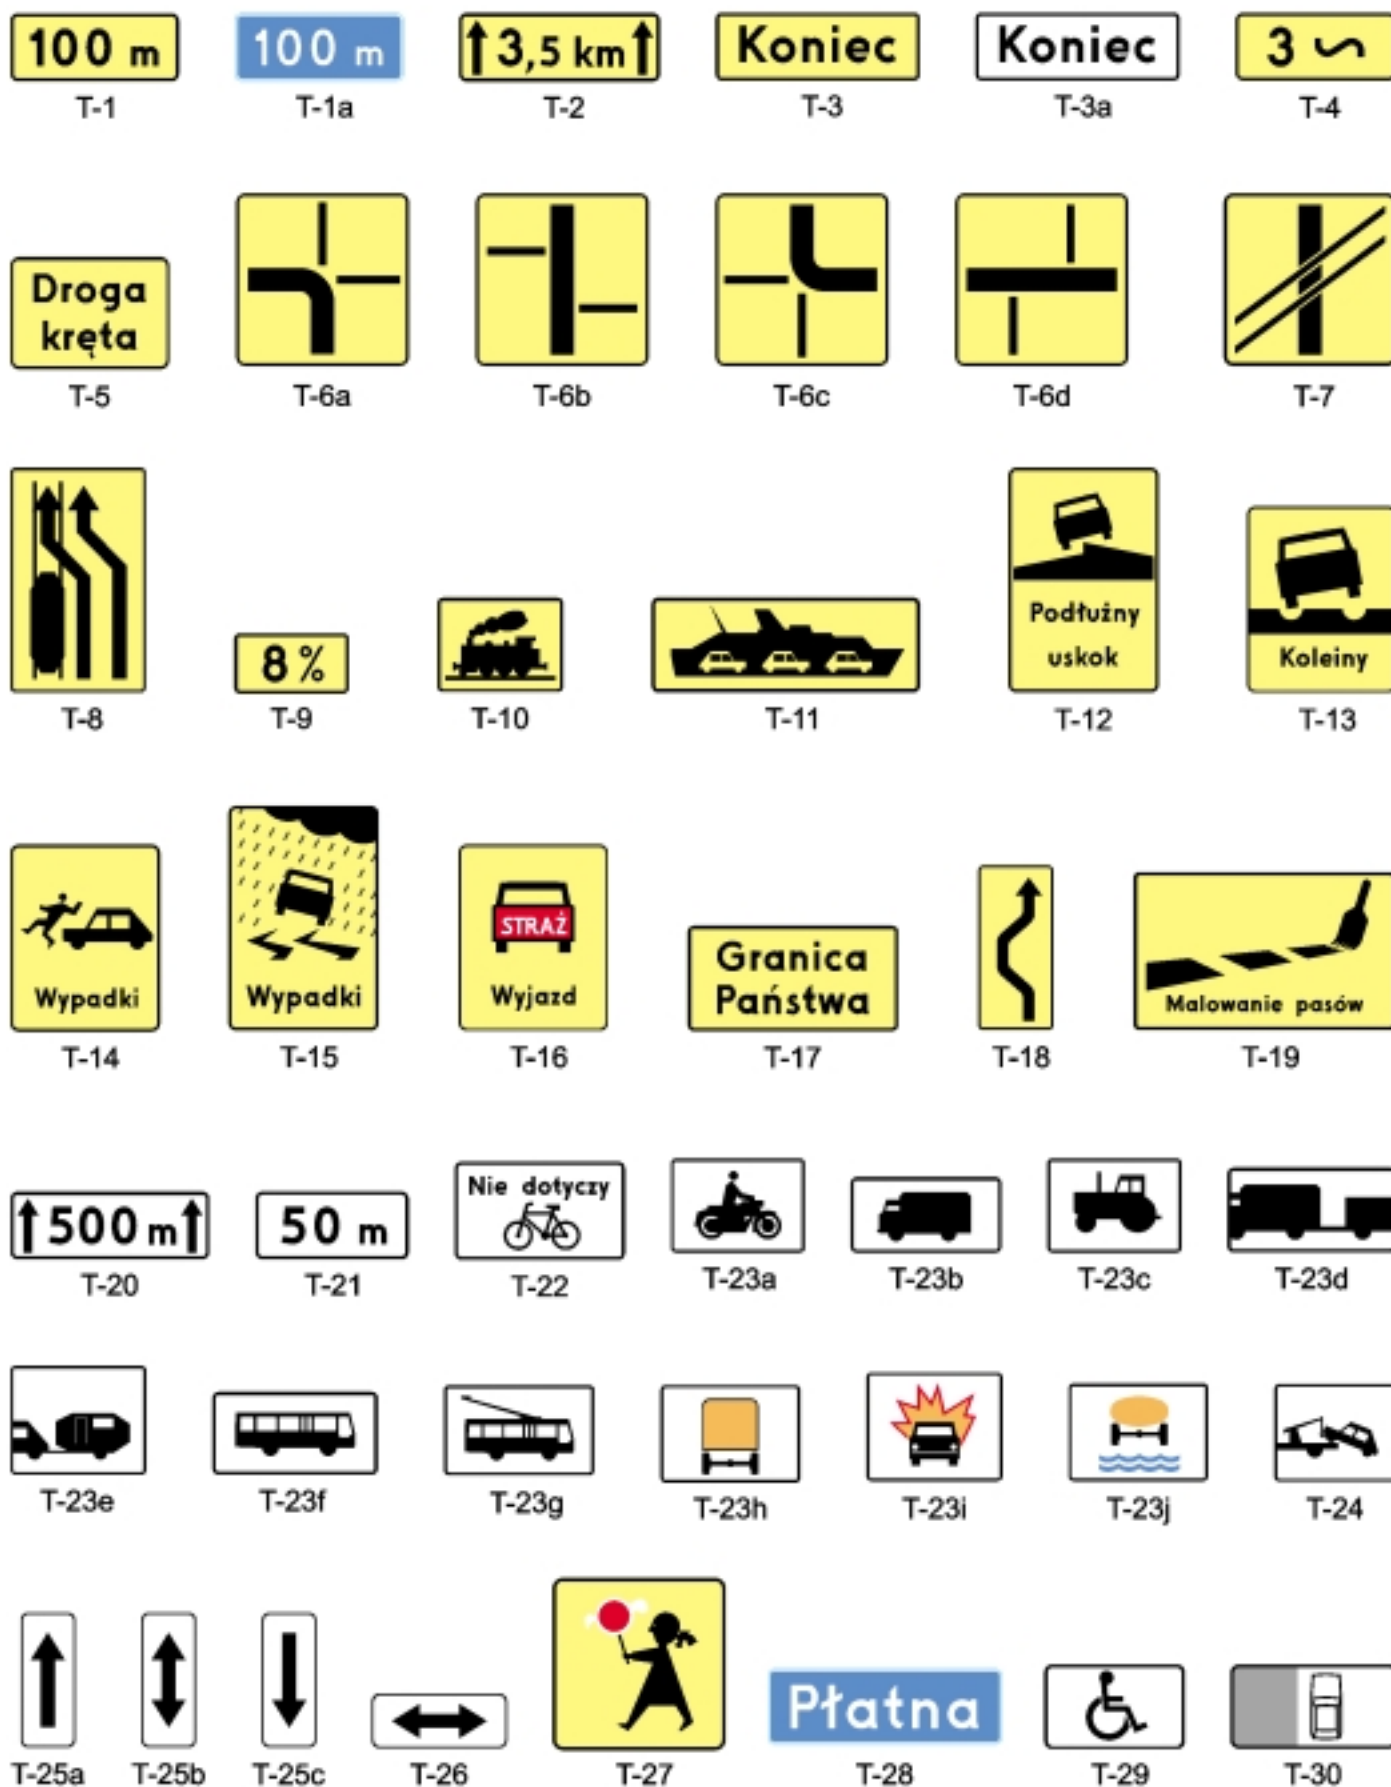 100 m
100 m
3,5 km
Koniec
Koniec
3
T-1
T-1a
T-2
T-3
T-3a
T-4
Droga
kręta
T-5
T-6a
T-6b
T-6c
T-6d
T-7
Podłużny
uskok
8 %
Koleiny
T-8
T-9
T-10
T-11
T-12
T-13
STRAŻ
Wypadki
Wypadki
Wyjazd
Granica
Państwa
Malowanie pasów
T-14
T-15
T-16
T-17
T-18
T-19
500 m
50 m
Nie dotyczy
T-20
T-21
T-22
T-23a
T-23b
T-23c
T-23d
T-23e
T-23f
T-23g
T-23h
T-23i
T-23j
T-24
Płatna
T-25a
T-25b
T-25c
T-26
T-27
T-28
T-29
T-30